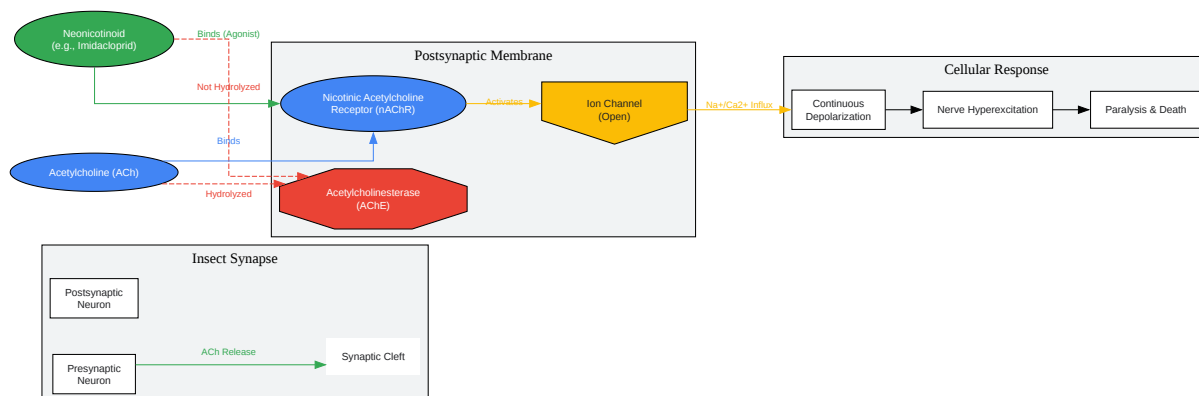 Neonicotinoid
(e.g., Imidacloprid)
Binds (Agonist)
Not Hydrolyzed
Acetylcholine (ACh)
Binds
Hydrolyzed
Postsynaptic Membrane
Nicotinic Acetylcholine
Receptor (nAChR)
Activates
Ion Channel
(Open)
Acetylcholinesterase
(AChE)
Na+/Ca2+ Influx
Cellular Response
Continuous
Depolarization
Nerve Hyperexcitation
Paralysis & Death
Insect Synapse
Postsynaptic
Neuron
Presynaptic
Neuron
ACh Release
Synaptic Cleft